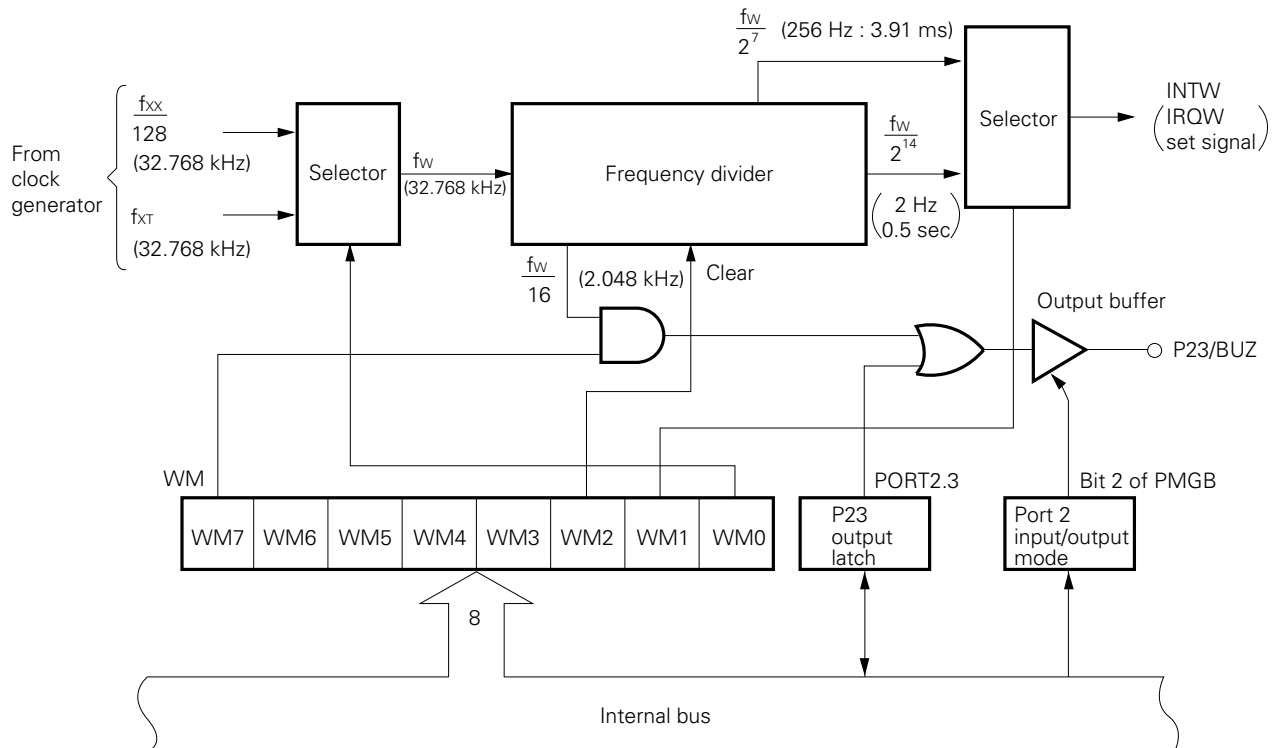 fW
2^7
(256 Hz : 3.91 ms)
INTW
IRQW
set signal
Selector
fXX
128
(32.768 kHz)
From
clock
generator
fXT
(32.768 kHz)
Selector
fW
(32.768 kHz)
Frequency divider
fW
2^14
2 Hz
0.5 sec
fW
16
(2.048 kHz)
Clear
Output buffer
P23/BUZ
WM
PORT2.3
Bit 2 of PMGB
WM7 WM6 WM5 WM4 WM3 WM2 WM1 WM0
P23
output
latch
Port 2
input/output
mode
8
Internal bus